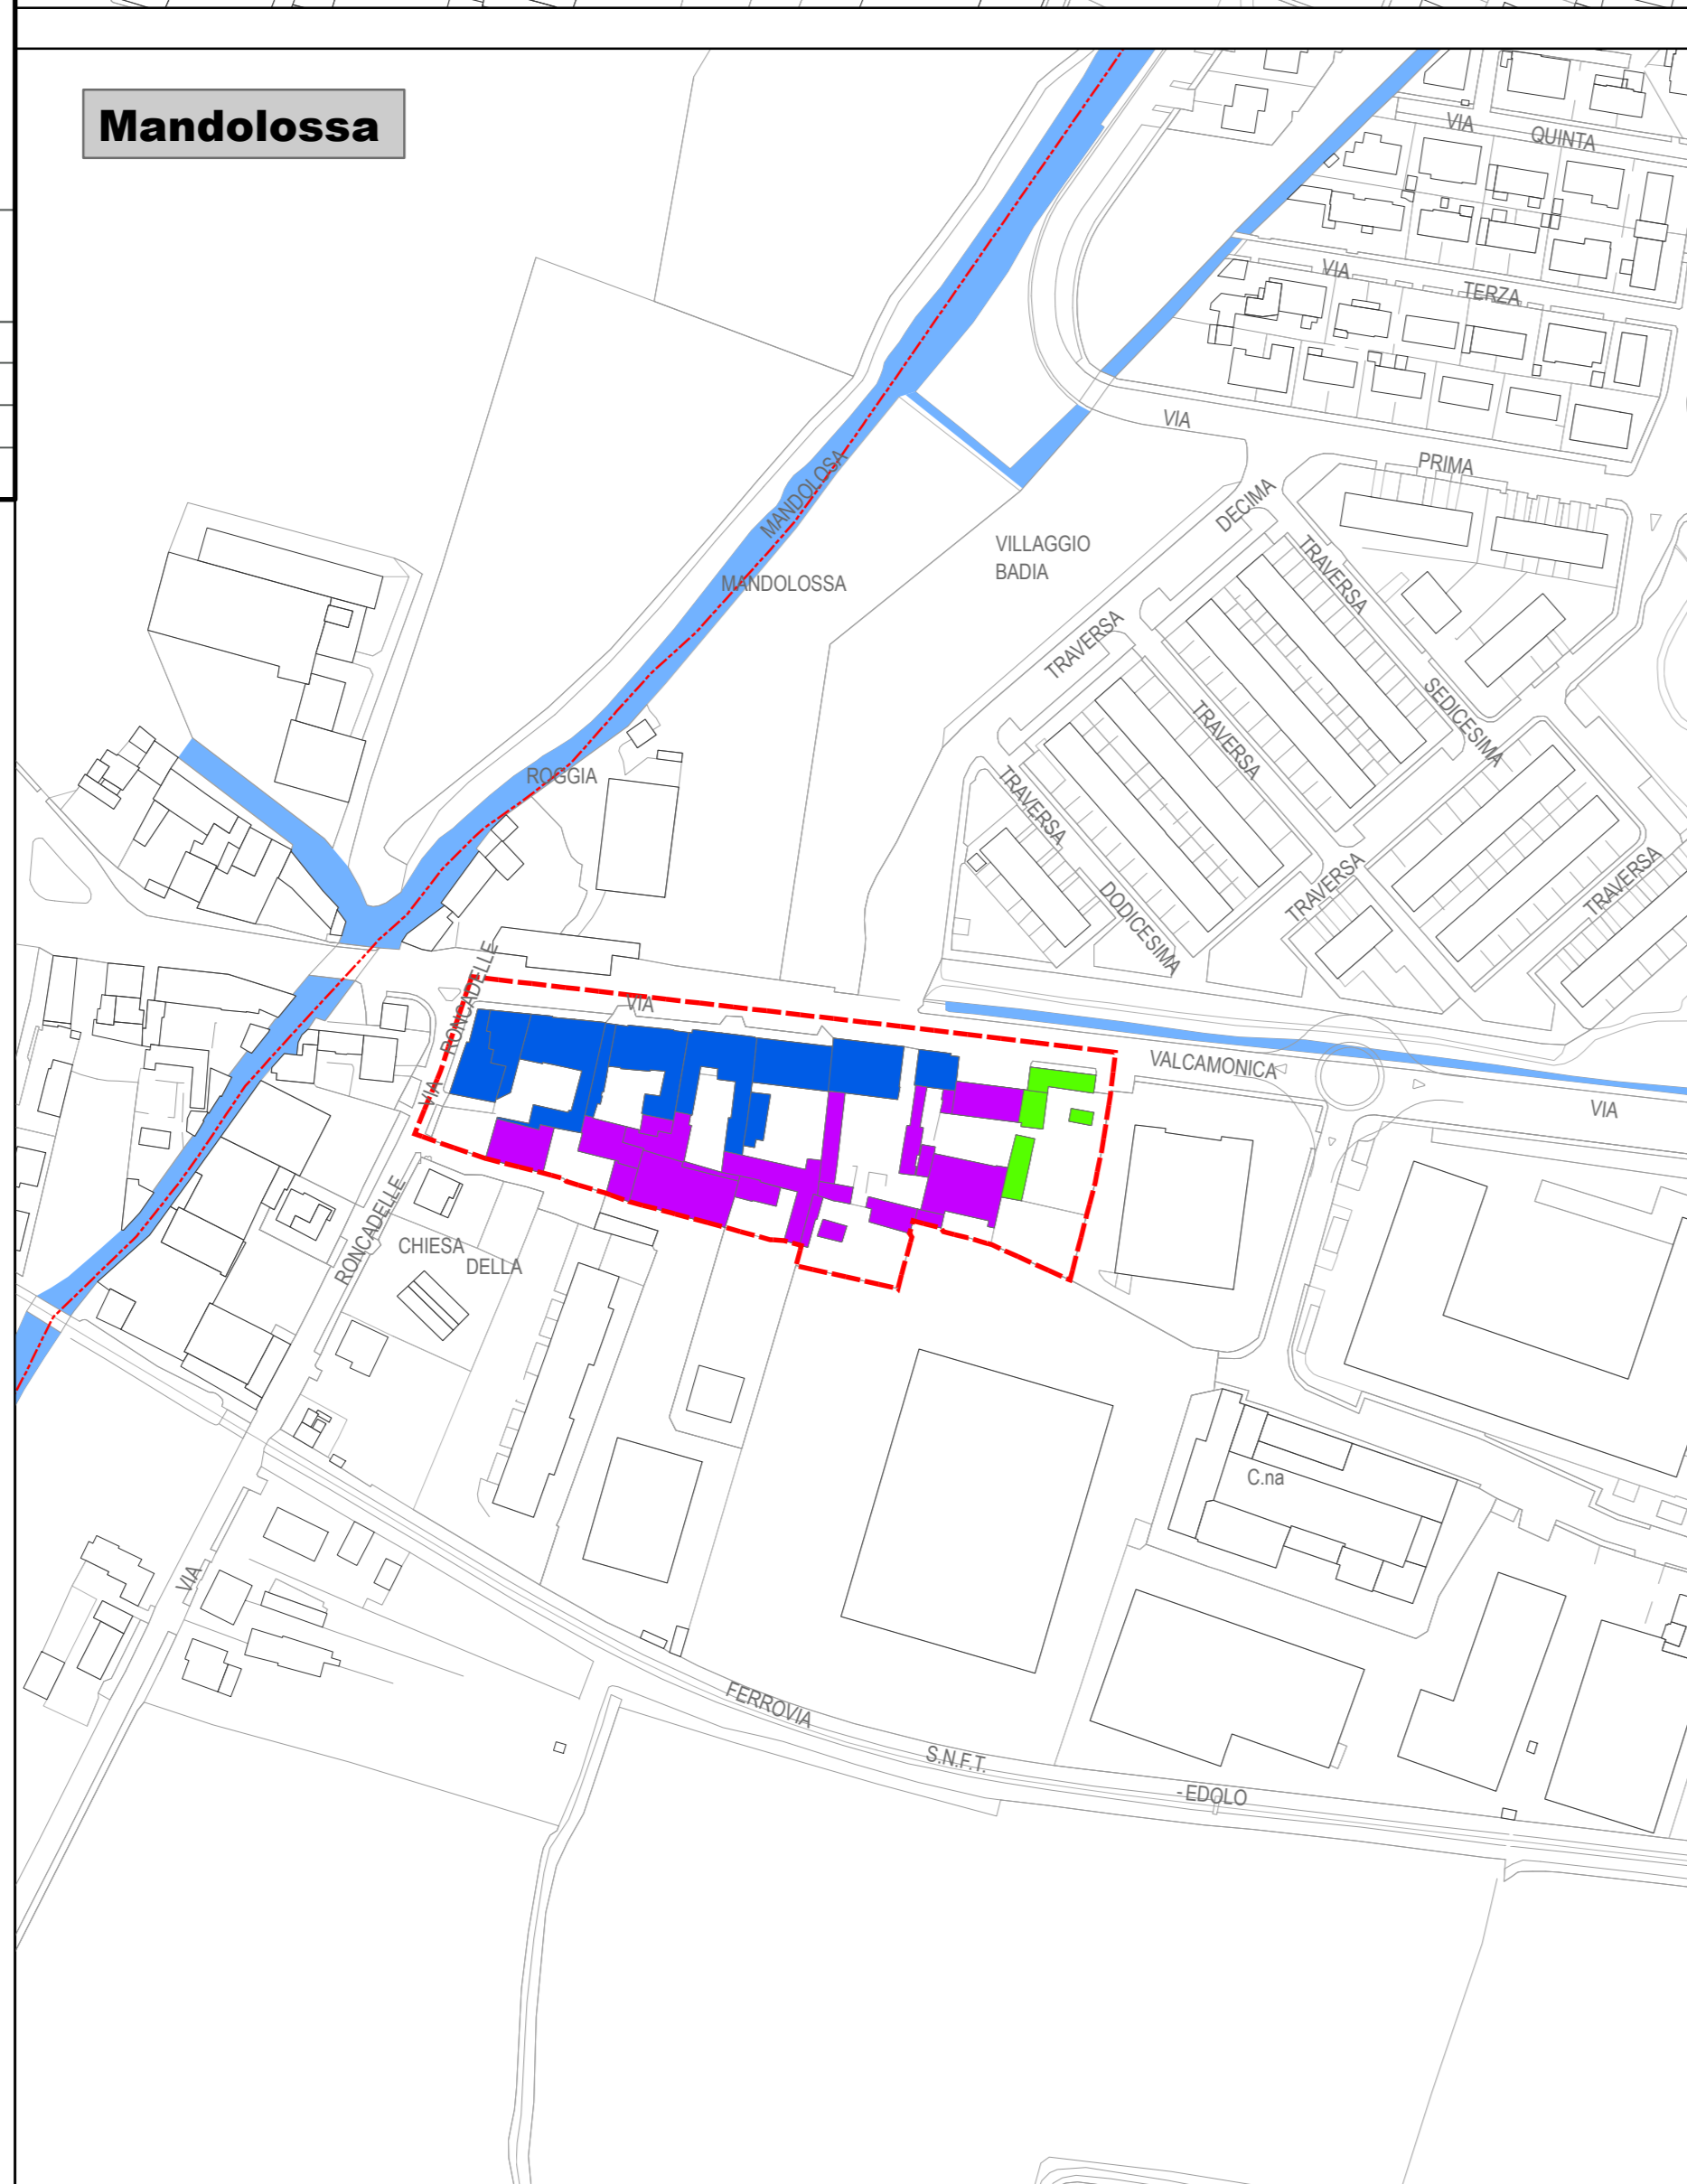 Mandolossa
VIA
QUINTA
VIA
TERZA
VIA
PRIMA
MANDOLOSA
DECIMA
VILLAGGIO
BADIA
MANDOLOSSA
TRAVERSA
TRAVERSA
SEDICESIMA
TRAVERSA
ROGGIA
TRAVERSA
DODICESIMA
TRAVERSA
TRAVERSA
RONCADELLE
VIA
VIA
VALCAMONICA
VIA
RONCADELLE
CHIESA
DELLA
C.na
VIA
FERROVIA
S.N.F.T.
-EDOLO